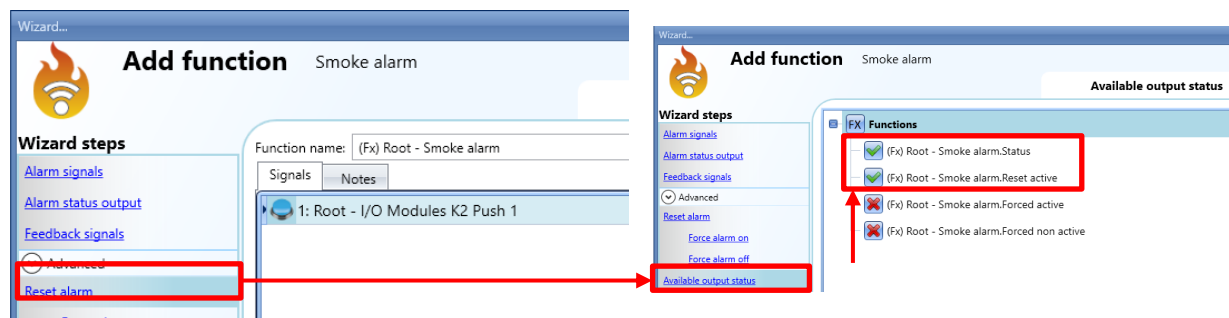 Wizard...
Add function Smoke alarm
Wizard steps
Alarm signals
Alarm status output
Feedback signals
Advanced
Reset alarm
Function name: (Fx) Root - Smoke alarm
Signals Notes
1: Root - I/O Modules K2 Push 1
Wizard...
Add function Smoke alarm
Available output status
Wizard steps
Alarm signals
Alarm status output
Feedback signals
Advanced
Reset alarm
Force alarm on
Force alarm off
Available output status
FX Functions
(Fx) Root - Smoke alarm.Status
(Fx) Root - Smoke alarm.Reset active
(Fx) Root - Smoke alarm.Forced active
(Fx) Root - Smoke alarm.Forced non active